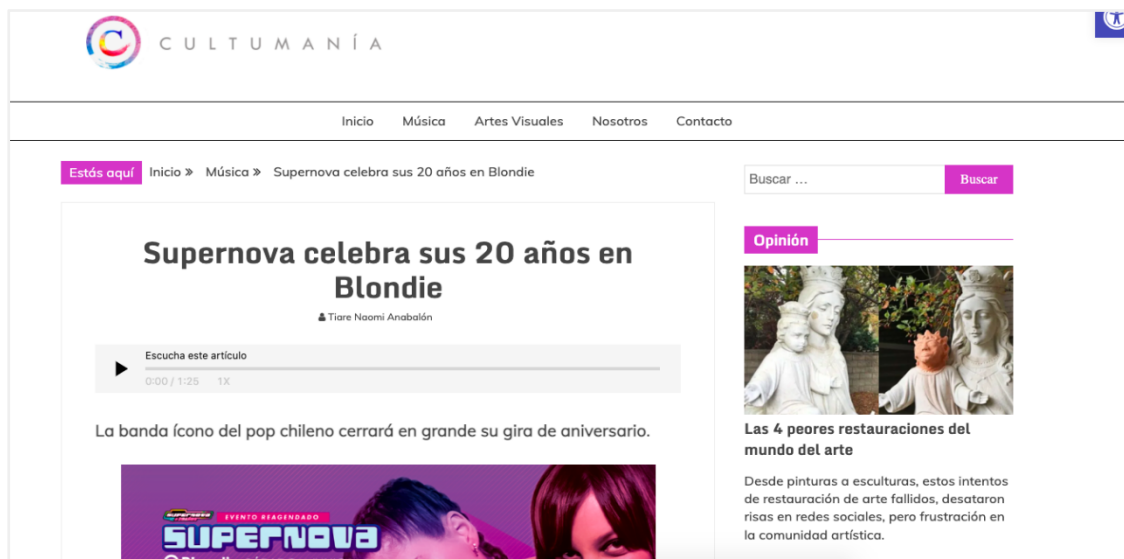 CULTUMANÍA
Inicio Música Artes Visuales Nosotros Contacto
Estás aquí Inicio » Música » Supernova celebra sus 20 años en Blondie
Supernova celebra sus 20 años en
Blondie
Tiare Naomi Anabalón
Escucha este artículo
0:00 / 1:25 1X
La banda ícono del pop chileno cerrará en grande su gira de aniversario.
EVENTO REAGENDADO
SUPERNOVA
Buscar ...
Buscar
Opinión
Las 4 peores restauraciones del
mundo del arte
Desde pinturas a esculturas, estos intentos
de restauración de arte fallidos, desataron
risas en redes sociales, pero frustración en
la comunidad artística.